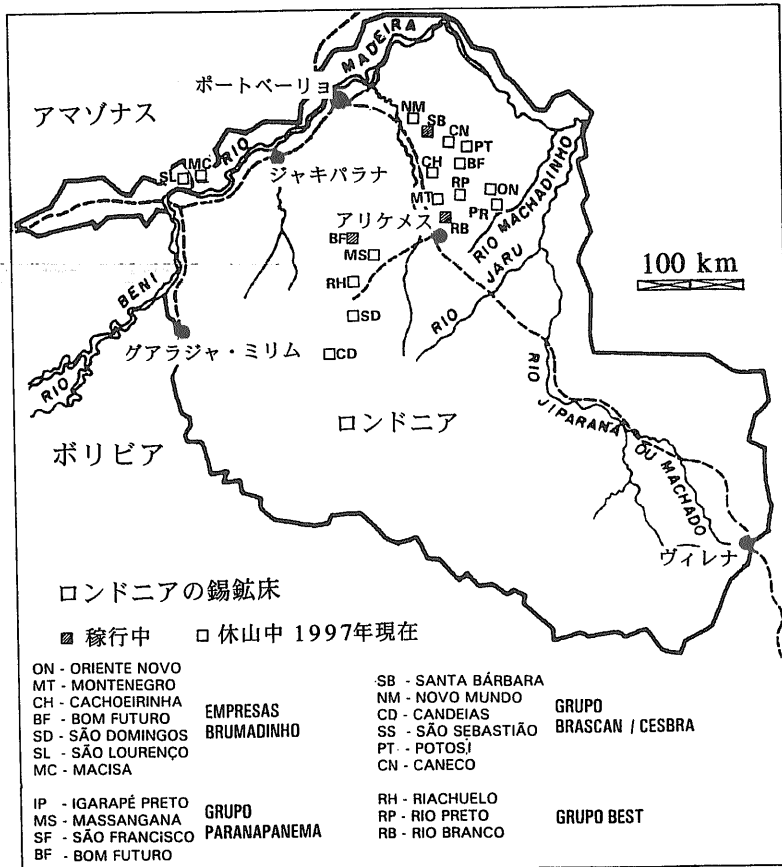 MADEIRA
ポートベーリョ
アマゾナス
RIO
NM
SB
CN
PT
BF
CH
SL
MC
ジャキパラナ
MT
RP
ON
PR
RB
アリケメス
RIO MACHADINHO
BF
MS
RIO JARU
100 km
RH
SD
CD
RIO BENI
グアラジャ・ミリム
ボリビア
ロンドニア
RIO JIPARANA OU MACHADO
ヴィレナ
ロンドニアの錫鉱床
稼行中 休山中 1997年現在
ON - ORIENTE NOVO
MT - MONTENEGRO
CH - CACHOEIRINHA
BF - BOM FUTURO
SD - SÃO DOMINGOS
SL - SÃO LOURENÇO
MC - MACISA
EMPRESAS
BRUMADINHO
SB - SANTA BÁRBARA
NM - NOVO MUNDO
CD - CANDEIAS
SS - SÃO SEBASTIÃO
PT - POTOSI
CN - CANECO
GRUPO
BRASCAN / CESBRA
IP - IGARAPÉ PRETO
MS - MASSANGANA
SF - SÃO FRANCISCO
BF - BOM FUTURO
GRUPO
PARANAPANEMA
RH - RIACHUELO
RP - RIO PRETO
RB - RIO BRANCO
GRUPO BEST